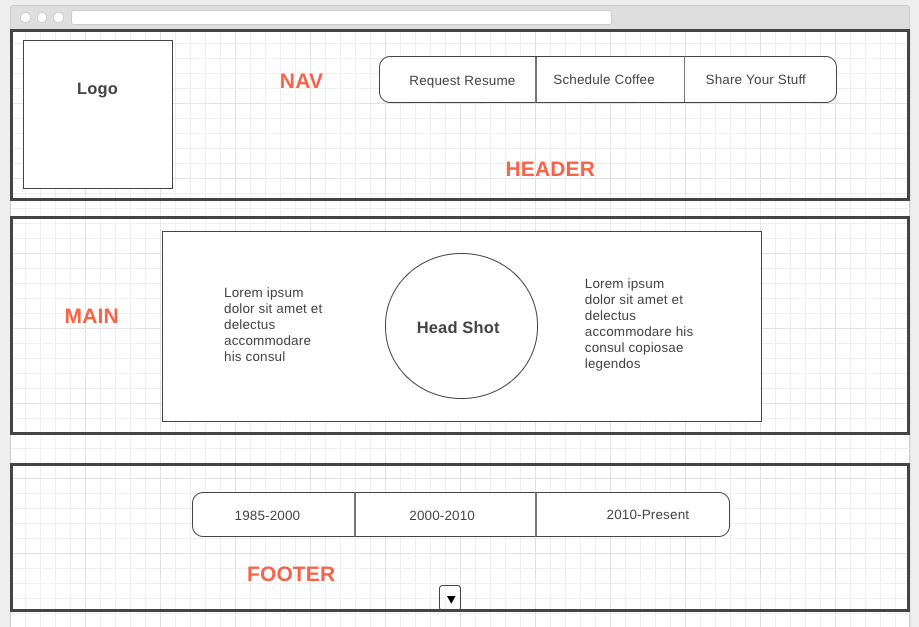 Logo
NAV
Request Resume
Schedule Coffee
Share Your Stuff
HEADER
MAIN
Lorem ipsum
dolor sit amet et
delectus
accommodare
his consul
Head Shot
Lorem ipsum
dolor sit amet et
delectus
accommodare his
consul copiosae
legendos
1985-2000
2000-2010
2010-Present
FOOTER